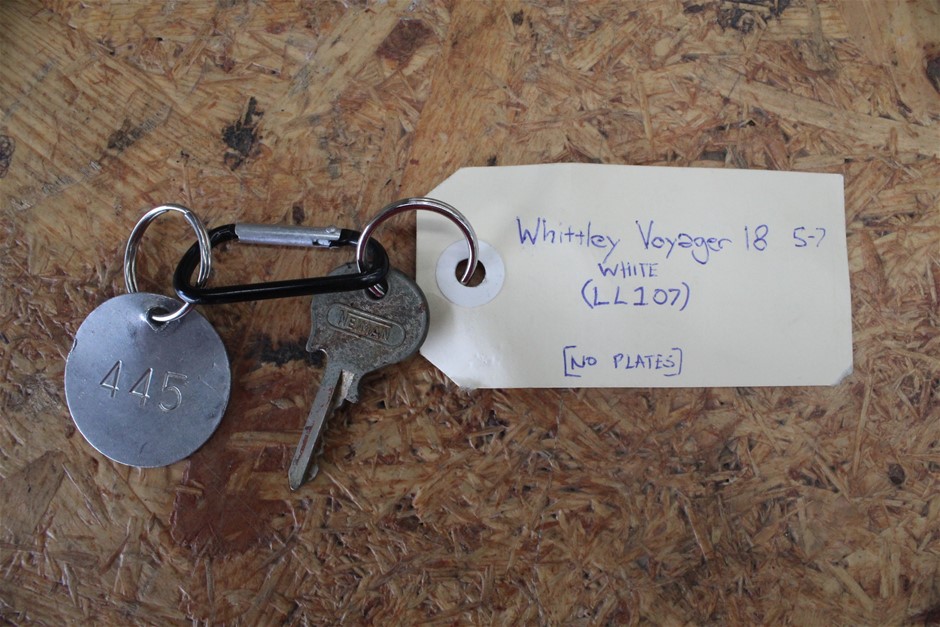 Whittley Voyager 18 5-7
WHITE
(LL107)
[NO PLATES]
445